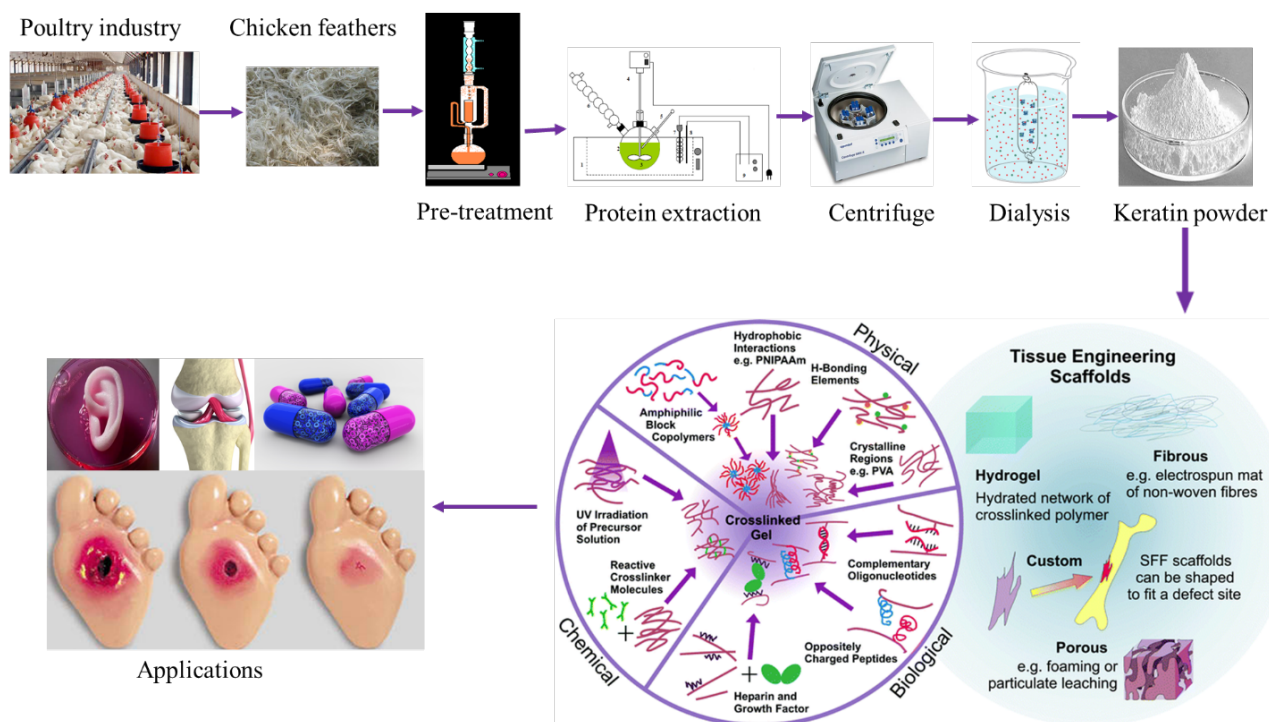 Poultry industry
Chicken feathers
Pre-treatment
Protein extraction
Centrifuge
Dialysis
Keratin powder
Physical
Hydrophobic
Interactions
e.g. PNIPAAm
H-Bonding
Elements
Amphiphilic
Block
Copolymers
Crystalline
Regions
e.g. PVA
UV Irradiation
of Precursor
Solution
Crosslinked
Gel
Complementary
Oligonucleotides
Reactive
Crosslinker
Molecules
Chemical
Oppositely
Charged Peptides
Biological
Heparin and
Growth Factor
Tissue Engineering
Scaffolds
Hydrogel
Hydrated network of
crosslinked polymer
Fibrous
e.g. electrospun mat
of non-woven fibres
Custom
SFF scaffolds
can be shaped
to fit a defect site
Porous
e.g. foaming or
particulate leaching
Applications